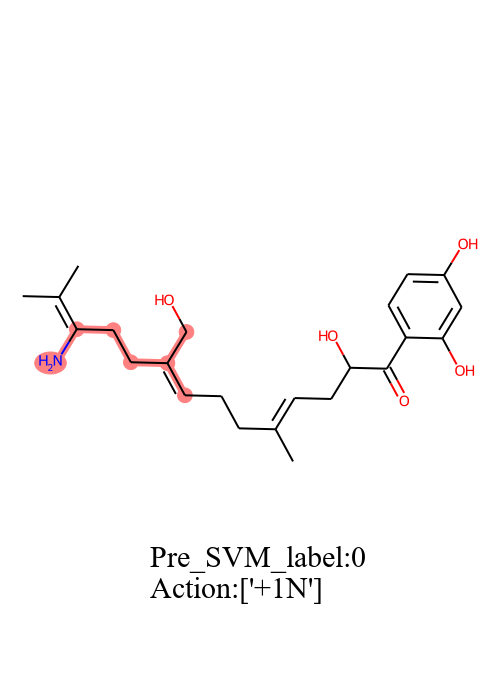 OH
HO
HO
H2N
OH
O
Pre_SVM_label:0
Action:['+1N']